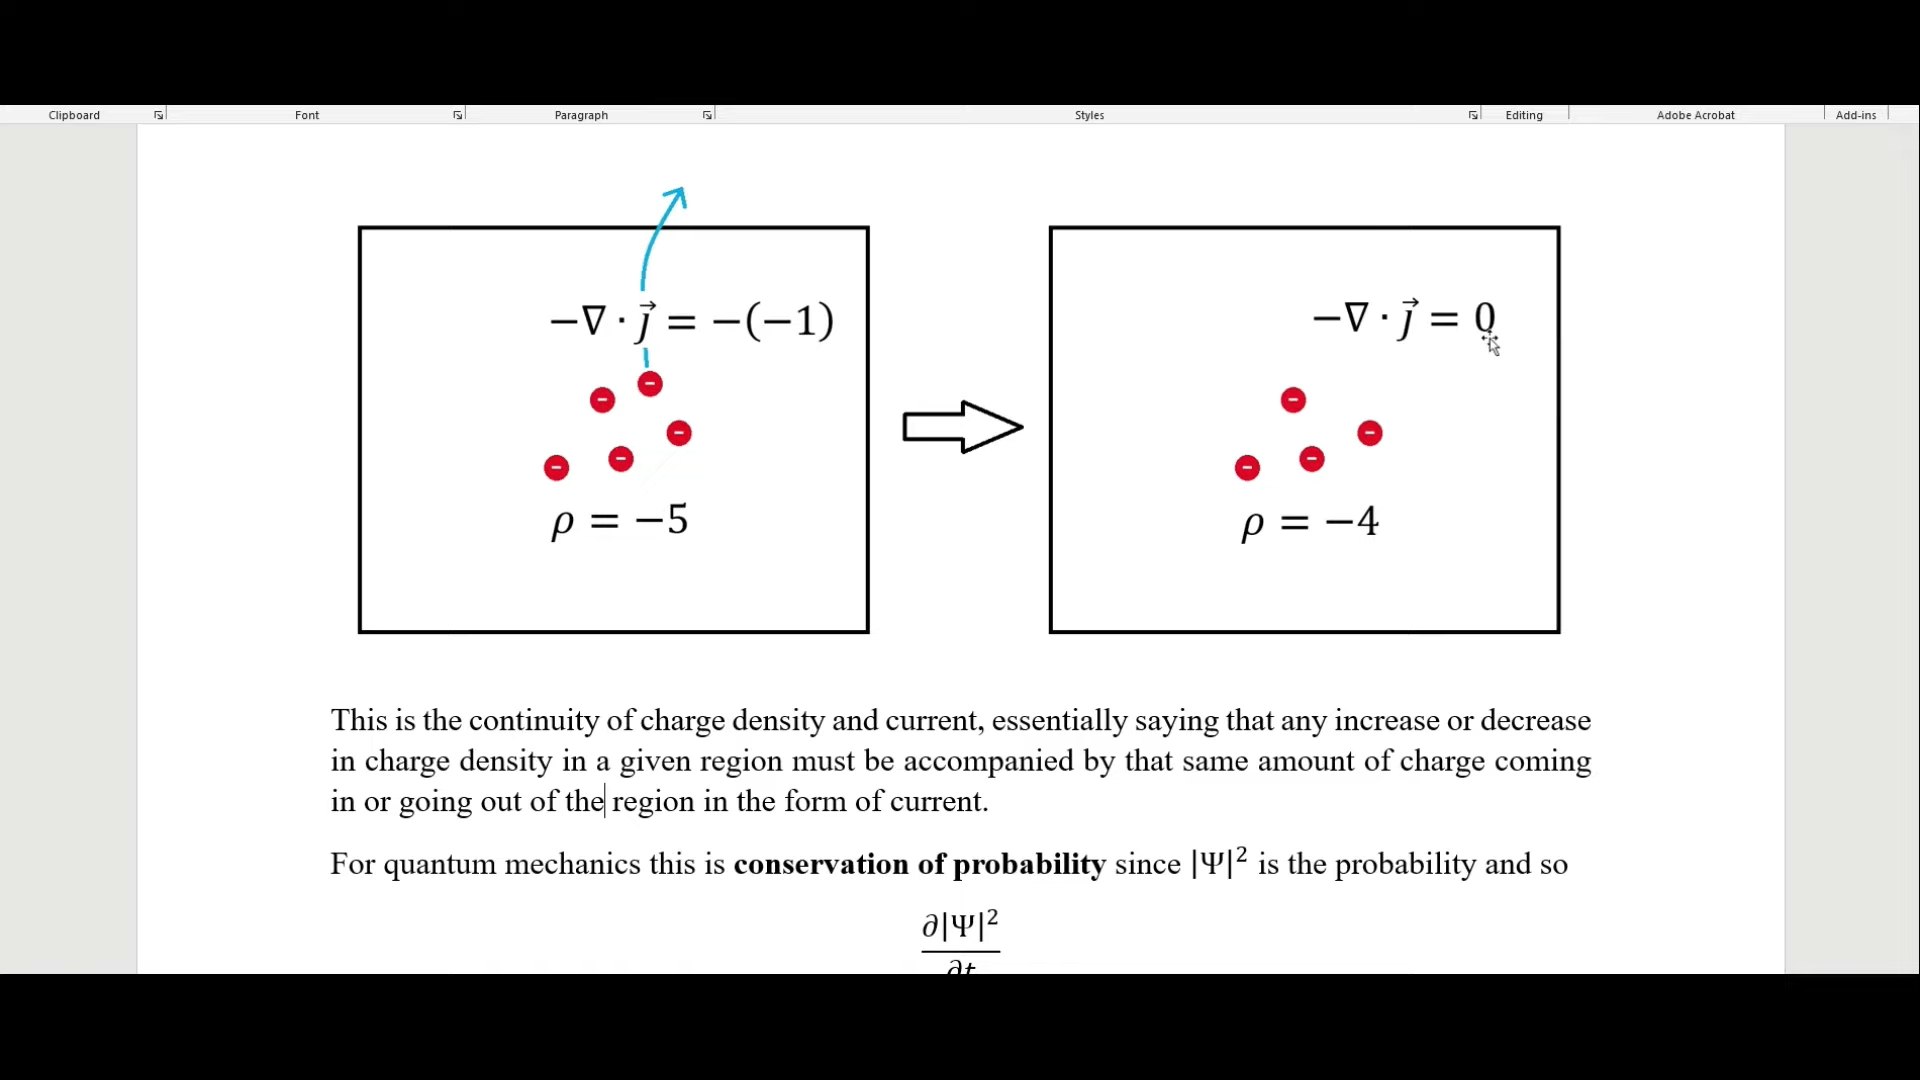 Clipboard Font Paragraph Styles Editing Adobe Acrobat Add-ins
−∇ · j⃗ = −(−1)
ρ = −5
−∇ · j⃗ = 0
ρ = −4
This is the continuity of charge density and current, essentially saying that any increase or decrease
in charge density in a given region must be accompanied by that same amount of charge coming
in or going out of the region in the form of current.
For quantum mechanics this is conservation of probability since |Ψ|² is the probability and so
∂|Ψ|²
∂t